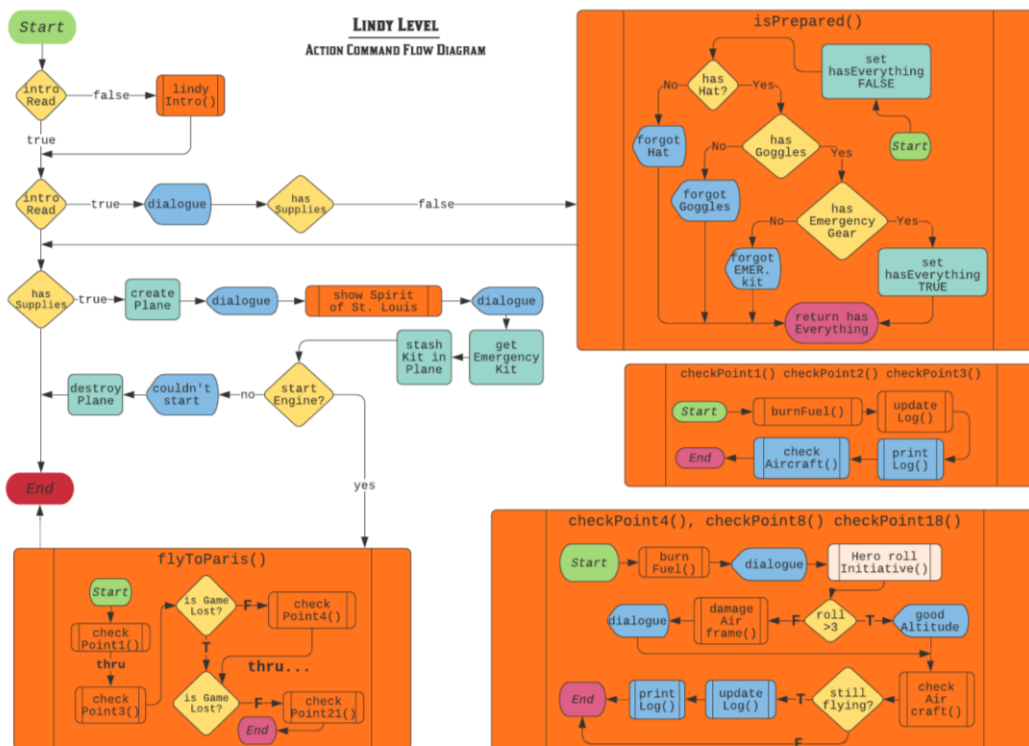 LINDY LEVEL
ACTION COMMAND FLOW DIAGRAM
Start
intro
Read
false
lindy
Intro()
true
intro
Read
true
dialogue
has
Supplies
false
has
Supplies
true
create
Plane
dialogue
show Spirit
of St. Louis
dialogue
get
Emergency
Kit
stash
Kit in
Plane
start
Engine?
no
couldn't
start
destroy
Plane
yes
End
isPrepared()
set
hasEverything
FALSE
Start
has
Hat?
No
Yes
forgot
Hat
has
Goggles
No
Yes
forgot
Goggles
has
Emergency
Gear
No
Yes
forgot
EMER.
kit
set
hasEverything
TRUE
return has
Everything
checkPoint1() checkPoint2() checkPoint3()
Start
burnFuel()
update
Log()
print
Log()
check
Aircraft()
End
flyToParis()
Start
check
Point1()
thru
check
Point3()
is Game
Lost?
F
check
Point4()
T
thru...
is Game
Lost?
F
check
Point21()
End
checkPoint4(), checkPoint8() checkPoint18()
Start
burn
Fuel()
dialogue
Hero roll
Initiative()
roll
>3
F
T
damage
Air
frame()
dialogue
good
Altitude
check
Air
craft()
still
flying?
T
update
Log()
print
Log()
End
F